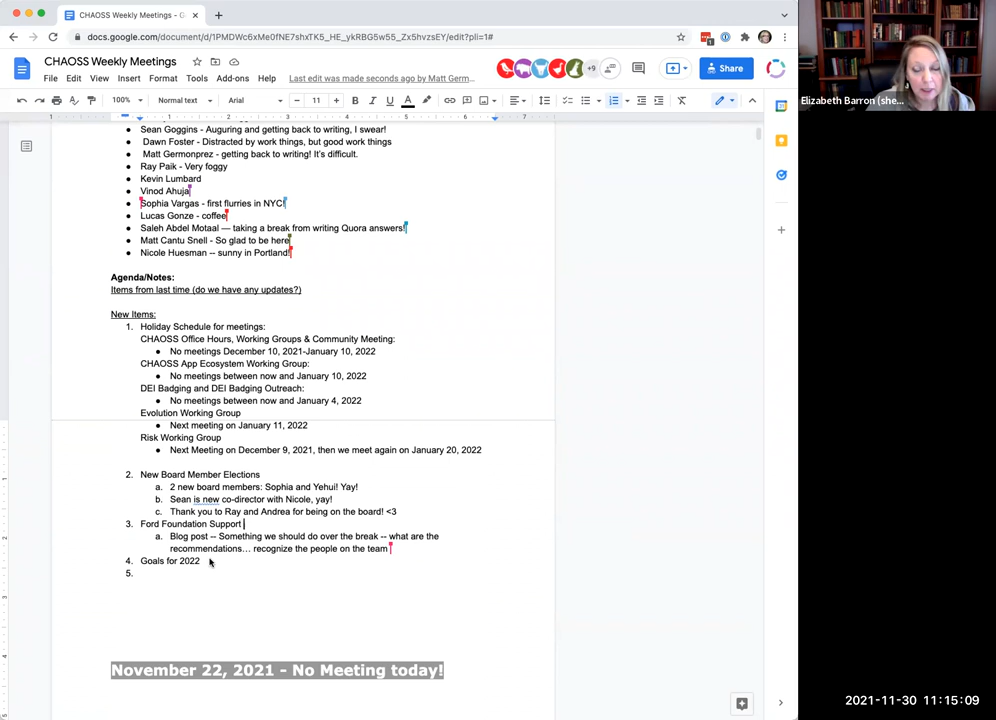 CHAOSS Weekly Meetings - G
docs.google.com/document/d/1PMDWc6xMe0fNE7shxTK5_HE_ykRBG5w55_Zx5hvzsEY/edit?pli=1#
CHAOSS Weekly Meetings
File Edit View Insert Format Tools Add-ons Help Last edit was made seconds ago by Matt Germ...
+9
Share
100% Normal text Arial 11
B I U A
1 1 2 3 4 5 6 7
Sean Goggins - Auguring and getting back to writing, I swear!
Dawn Foster - Distracted by work things, but good work things
Matt Germonprez - getting back to writing! It's difficult.
Ray Paik - Very foggy
Kevin Lumbard
Vinod Ahuja
Sophia Vargas - first flurries in NYC!
Lucas Gonze - coffee
Saleh Abdel Motaal — taking a break from writing Quora answers!
Matt Cantu Snell - So glad to be here
Nicole Huesman -- sunny in Portland!
Agenda/Notes:
Items from last time (do we have any updates?)
New Items:
1. Holiday Schedule for meetings:
CHAOSS Office Hours, Working Groups & Community Meeting:
No meetings December 10, 2021-January 10, 2022
CHAOSS App Ecosystem Working Group:
No meetings between now and January 10, 2022
DEI Badging and DEI Badging Outreach:
No meetings between now and January 4, 2022
Evolution Working Group
Next meeting on January 11, 2022
Risk Working Group
Next Meeting on December 9, 2021, then we meet again on January 20, 2022
2. New Board Member Elections
a. 2 new board members: Sophia and Yehui! Yay!
b. Sean is new co-director with Nicole, yay!
c. Thank you to Ray and Andrea for being on the board! <3
3. Ford Foundation Support
a. Blog post -- Something we should do over the break -- what are the
recommendations... recognize the people on the team
4. Goals for 2022
5.
November 22, 2021 - No Meeting today!
Elizabeth Barron (she...
2021-11-30 11:15:09